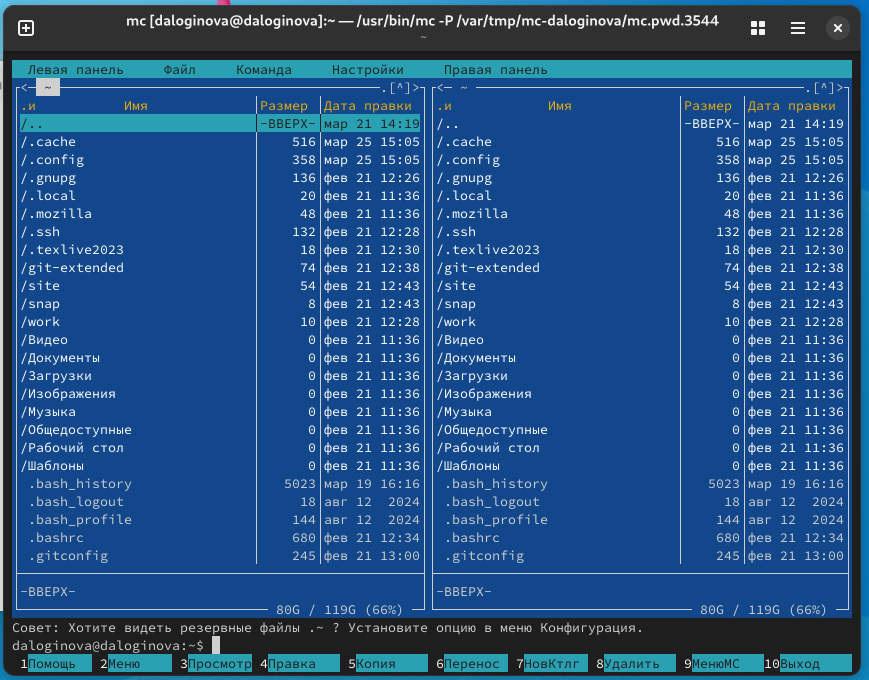 mc [daloginova@daloginova]:~ — /usr/bin/mc -P /var/tmp/mc-daloginova/mc.pwd.3544
~
Левая панель Файл Команда Настройки Правая панель
<─ ~ .[^]> <─ ~ .[^]>
.и Имя Размер Дата правки .и Имя Размер Дата правки
/.. -ВВЕРХ- мар 21 14:19 /.. -ВВЕРХ- мар 21 14:19
/.cache 516 мар 25 15:05 /.cache 516 мар 25 15:05
/.config 358 мар 25 15:05 /.config 358 мар 25 15:05
/.gnupg 136 фев 21 12:26 /.gnupg 136 фев 21 12:26
/.local 20 фев 21 11:36 /.local 20 фев 21 11:36
/.mozilla 48 фев 21 11:36 /.mozilla 48 фев 21 11:36
/.ssh 132 фев 21 12:28 /.ssh 132 фев 21 12:28
/.texlive2023 18 фев 21 12:30 /.texlive2023 18 фев 21 12:30
/git-extended 74 фев 21 12:38 /git-extended 74 фев 21 12:38
/site 54 фев 21 12:43 /site 54 фев 21 12:43
/snap 8 фев 21 12:43 /snap 8 фев 21 12:43
/work 10 фев 21 12:28 /work 10 фев 21 12:28
/Видео 0 фев 21 11:36 /Видео 0 фев 21 11:36
/Документы 0 фев 21 11:36 /Документы 0 фев 21 11:36
/Загрузки 0 фев 21 11:36 /Загрузки 0 фев 21 11:36
/Изображения 0 фев 21 11:36 /Изображения 0 фев 21 11:36
/Музыка 0 фев 21 11:36 /Музыка 0 фев 21 11:36
/Общедоступные 0 фев 21 11:36 /Общедоступные 0 фев 21 11:36
/Рабочий стол 0 фев 21 11:36 /Рабочий стол 0 фев 21 11:36
/Шаблоны 0 фев 21 11:36 /Шаблоны 0 фев 21 11:36
.bash_history 5023 мар 19 16:16 .bash_history 5023 мар 19 16:16
.bash_logout 18 авг 12 2024 .bash_logout 18 авг 12 2024
.bash_profile 144 авг 12 2024 .bash_profile 144 авг 12 2024
.bashrc 680 фев 21 12:34 .bashrc 680 фев 21 12:34
.gitconfig 245 фев 21 13:00 .gitconfig 245 фев 21 13:00
-ВВЕРХ- -ВВЕРХ-
80G / 119G (66%) 80G / 119G (66%)
Совет: Хотите видеть резервные файлы .~ ? Установите опцию в меню Конфигурация.
daloginova@daloginova:~$
1Помощь 2Меню 3Просмотр 4Правка 5Копия 6Перенос 7НовКтлг 8Удалить 9МенюМС 10Выход